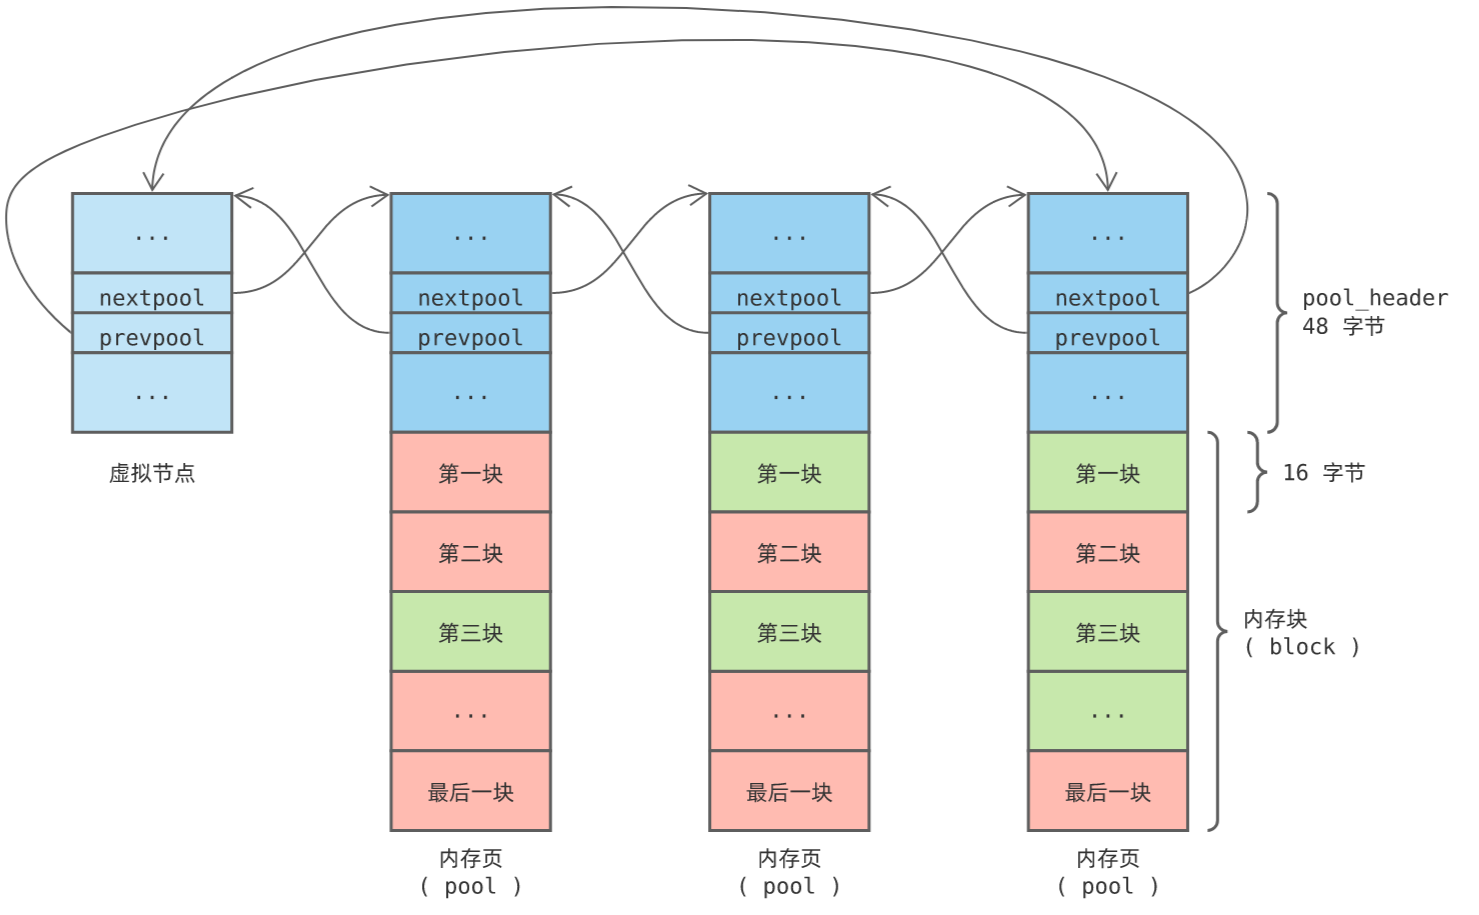 ...
...
...
...
nextpool
nextpool
nextpool
nextpool
pool_header
48 字节
prevpool
prevpool
prevpool
prevpool
...
...
...
...
虚拟节点
第一块
第一块
第一块
16 字节
第二块
第二块
第二块
第三块
第三块
第三块
内存块
( block )
...
...
...
最后一块
最后一块
最后一块
内存页
( pool )
内存页
( pool )
内存页
( pool )